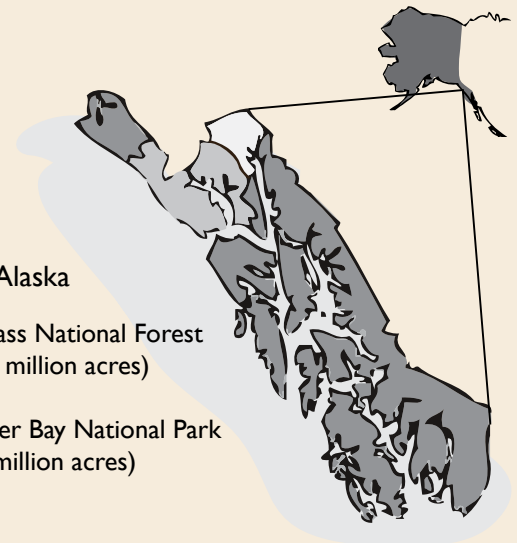 Alaska
ass National Forest
million acres)
er Bay National Park
million acres)